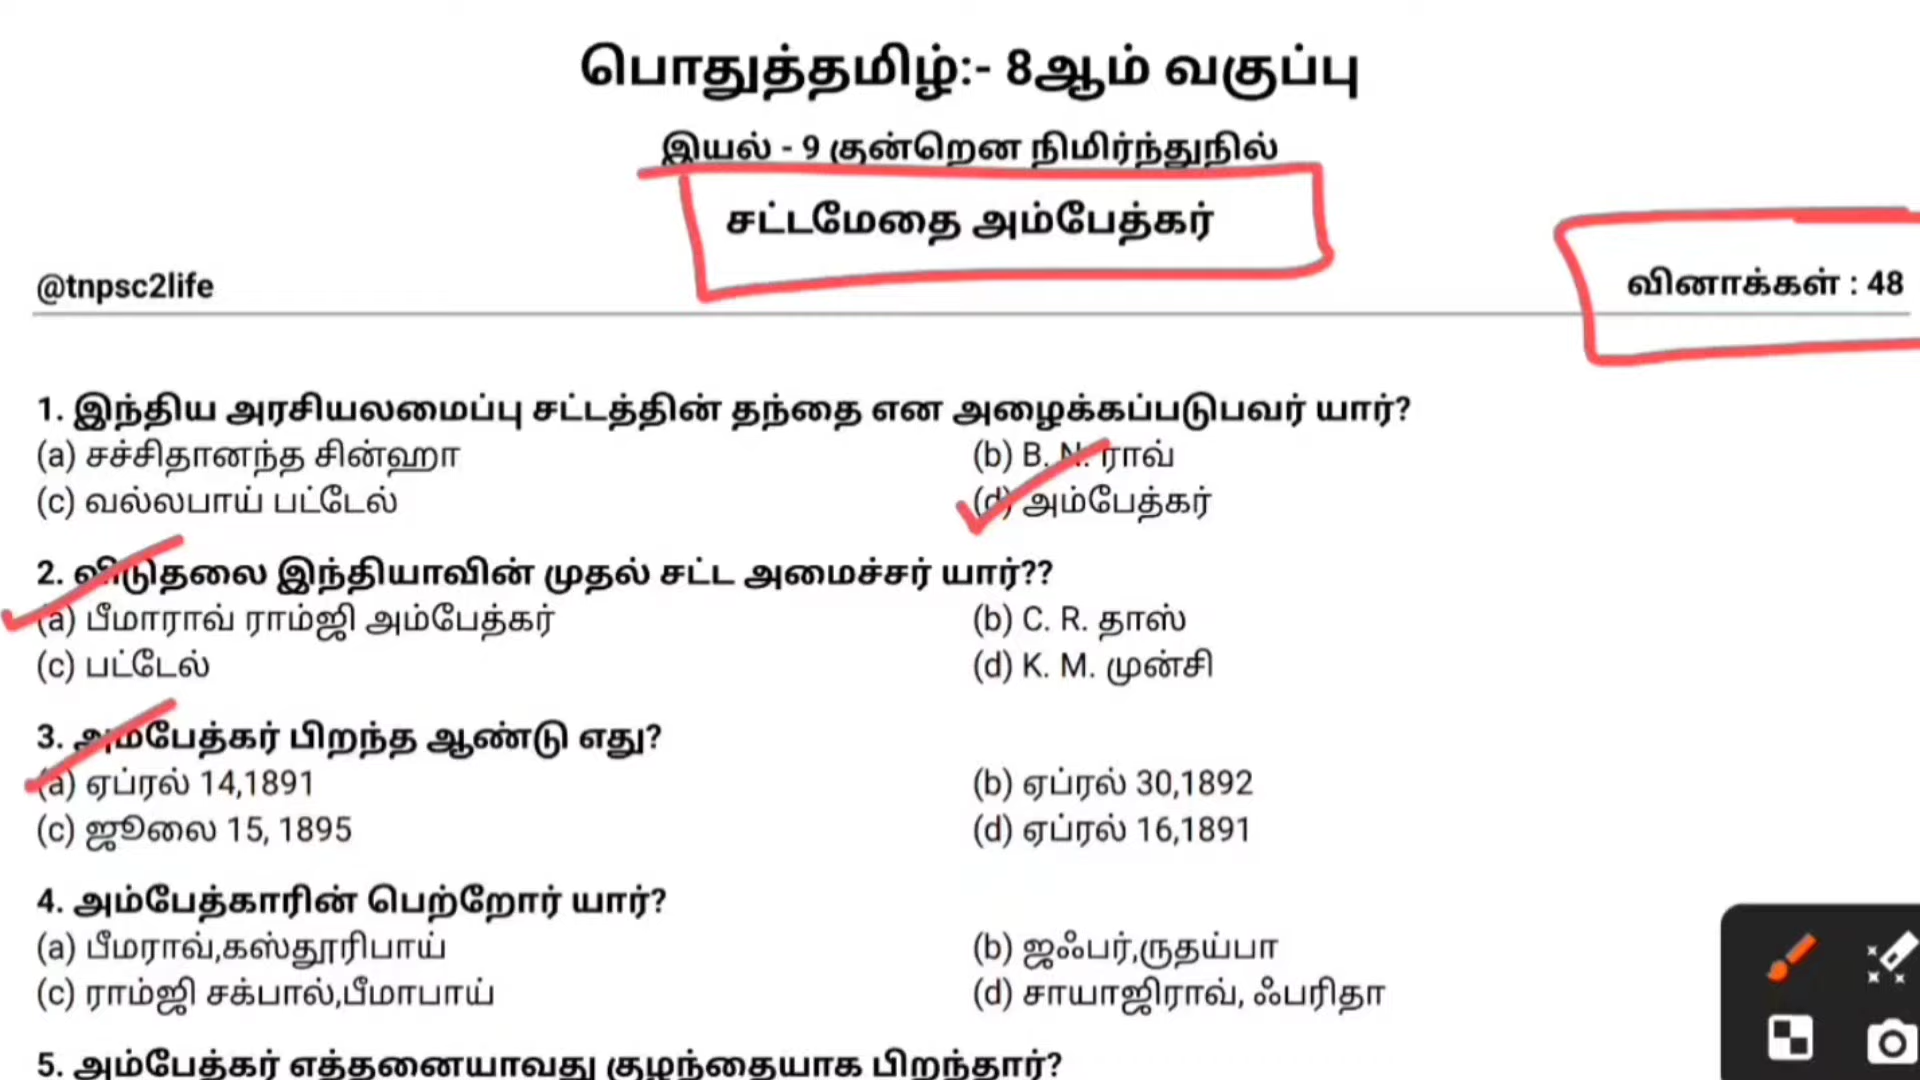 பொதுத்தமிழ்:- 8ஆம் வகுப்பு
இயல் - 9 குன்றென நிமிர்ந்துநில்
சட்டமேதை அம்பேத்கர்
@tnpsc2life
வினாக்கள் : 48
1. இந்திய அரசியலமைப்பு சட்டத்தின் தந்தை என அழைக்கப்படுபவர் யார்?
(a) சச்சிதானந்த சின்ஹா (b) B. N. ராவ்
(c) வல்லபாய் பட்டேல் (d) அம்பேத்கர்
2. விடுதலை இந்தியாவின் முதல் சட்ட அமைச்சர் யார்??
(a) பீமாராவ் ராம்ஜி அம்பேத்கர் (b) C. R. தாஸ்
(c) பட்டேல் (d) K. M. முன்சி
3. அம்பேத்கர் பிறந்த ஆண்டு எது?
(a) ஏப்ரல் 14,1891 (b) ஏப்ரல் 30,1892
(c) ஜூலை 15, 1895 (d) ஏப்ரல் 16,1891
4. அம்பேத்காரின் பெற்றோர் யார்?
(a) பீமராவ்,கஸ்தூரிபாய் (b) ஜஃபர்,ருதய்பா
(c) ராம்ஜி சக்பால்,பீமாபாய் (d) சாயாஜிராவ், ஃபரிதா
5. அம்பேத்கர் எத்தனையாவது குழந்தையாக பிறந்தார்?